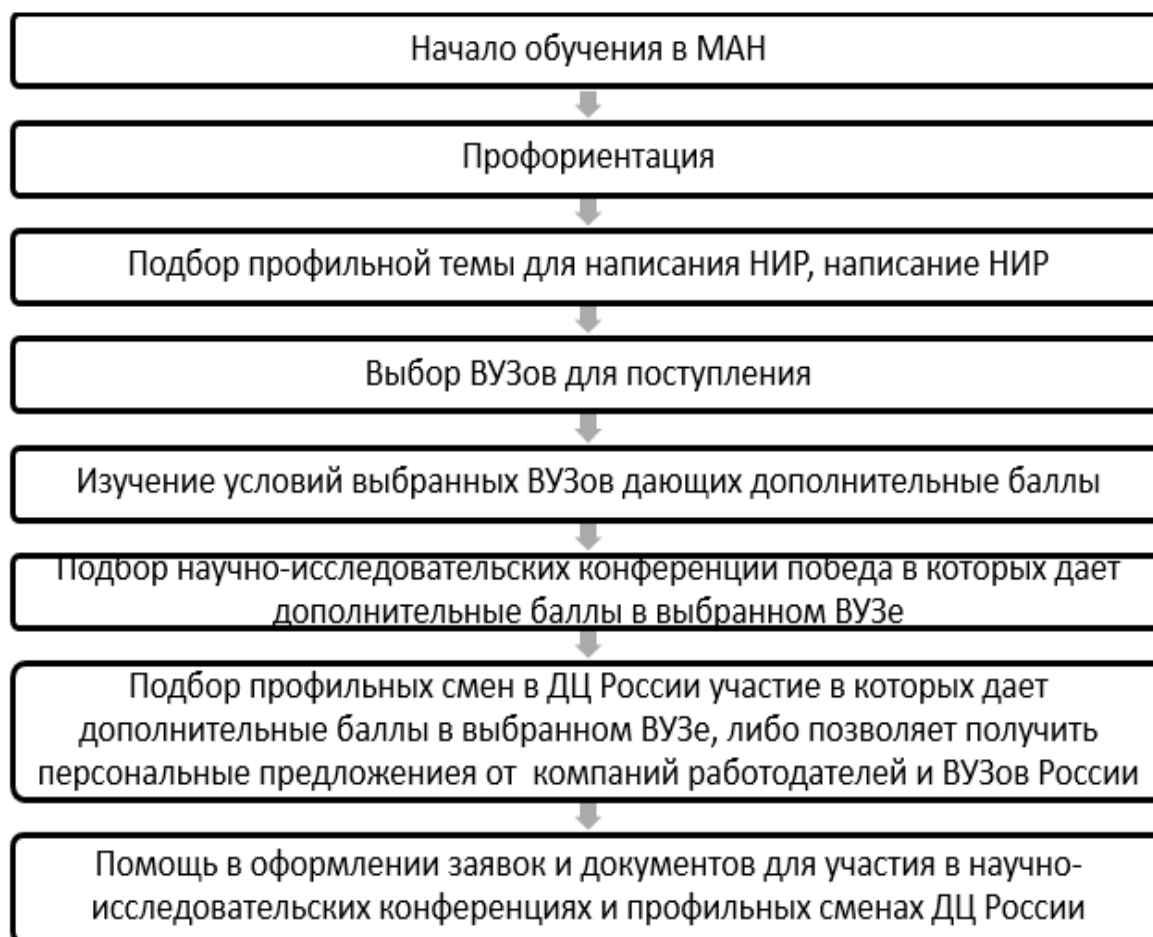 Начало обучения в МАН
Профориентация
Подбор профильной темы для написания НИР, написание НИР
Выбор ВУЗов для поступления
Изучение условий выбранных ВУЗов дающих дополнительные баллы
Подбор научно-исследовательских конференции победа в которых дает
дополнительные баллы в выбранном ВУЗе
Подбор профильных смен в ДЦ России участие в которых дает
дополнительные баллы в выбранном ВУЗе, либо позволяет получить
персональные предложениея от компаний работодателей и ВУЗов России
Помощь в оформлении заявок и документов для участия в научно-
исследовательских конференциях и профильных сменах ДЦ России